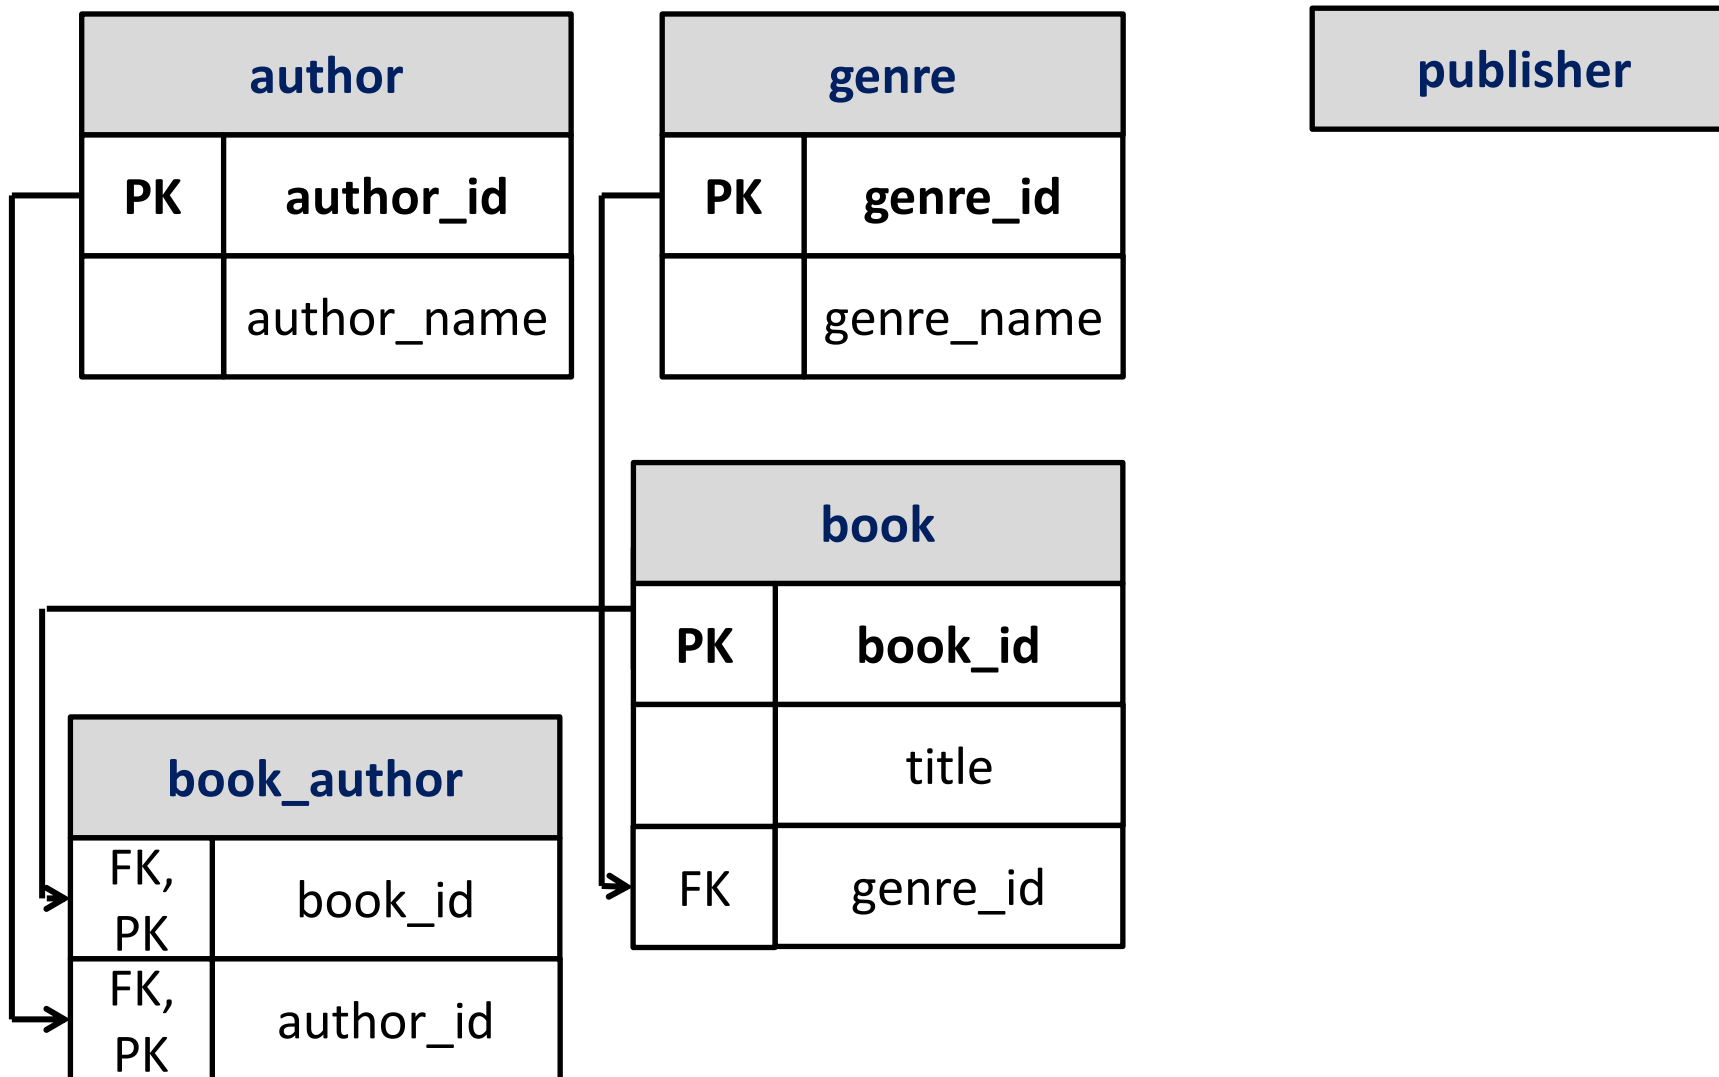 author
PK author_id
author_name
genre
PK genre_id
genre_name
publisher
book
PK book_id
title
FK genre_id
book_author
FK,
PK
book_id
FK,
PK
author_id